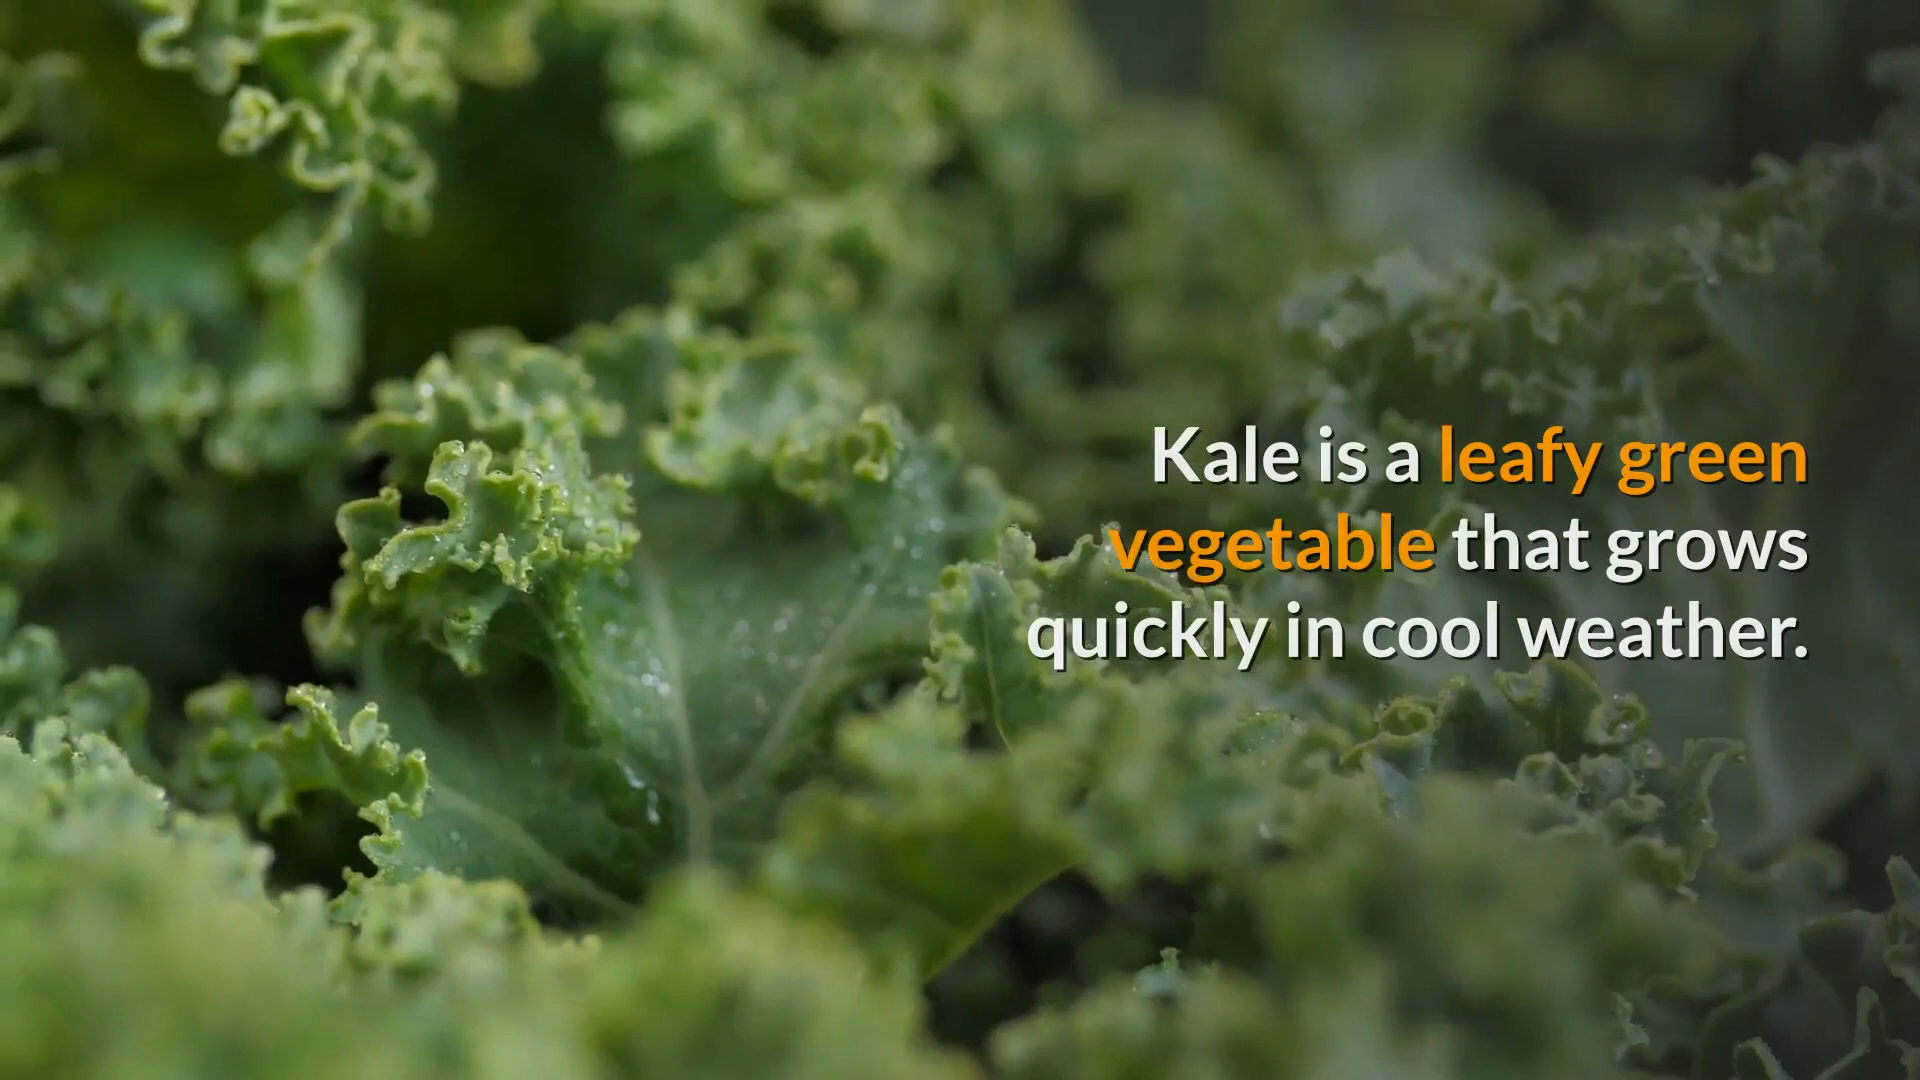 Kale is a leafy green
vegetable that grows
quickly in cool weather.